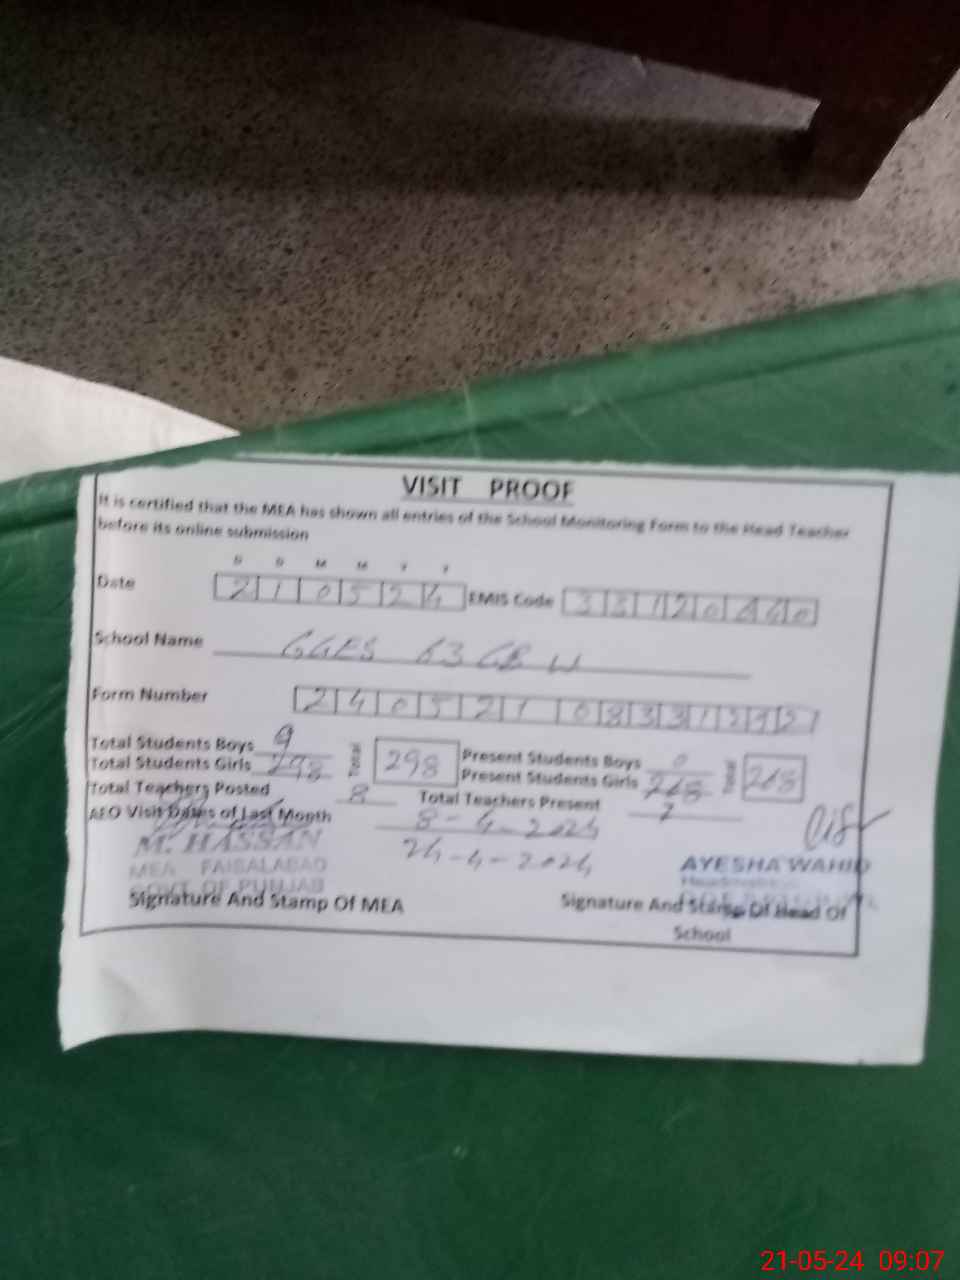 VISIT PROOF
It is certified that the MEA has shown all entries of the School Monitoring Form to the Head Teacher
before its online submission
D D M M Y Y
Date 2 1 0 5 2 4 EMIS Code 3 3 1 2 0 4 4 0
School Name GGES 63 GB W
Form Number 2 4 0 5 2 1 0 8 3 3 1 2
Total Students Boys Total 298 Present Students Boys 0 Total 268
Total Students Girls 298 Present Students Girls 268
Total Teachers Posted 8 Total Teachers Present 7
AEO Visit Dates of Last Month 8-4-2024
24-4-2024
M. HASSAN
MEA FAISALABAD
GOVT OF PUNJAB
AYESHA WAHID
Signature And Stamp Of MEA
Signature And Stamp Of Head Of
School
21-05-24 09:07